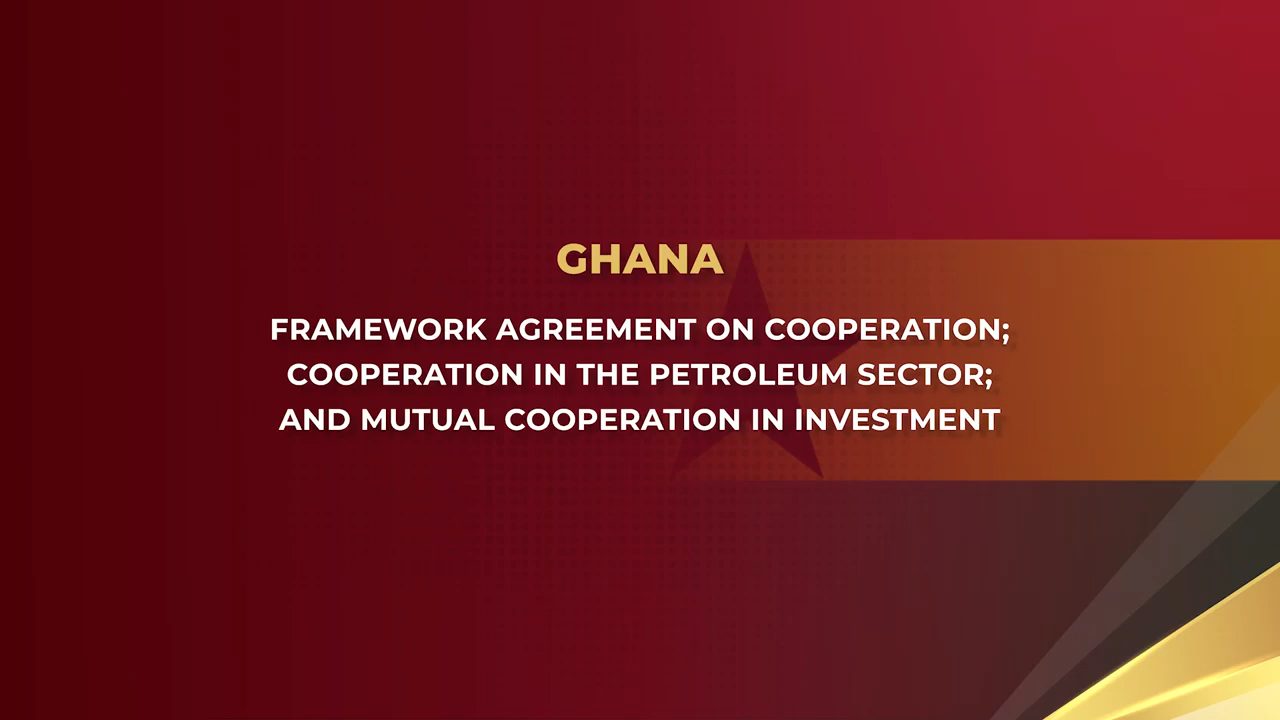 GHANA
FRAMEWORK AGREEMENT ON COOPERATION;
COOPERATION IN THE PETROLEUM SECTOR;
AND MUTUAL COOPERATION IN INVESTMENT